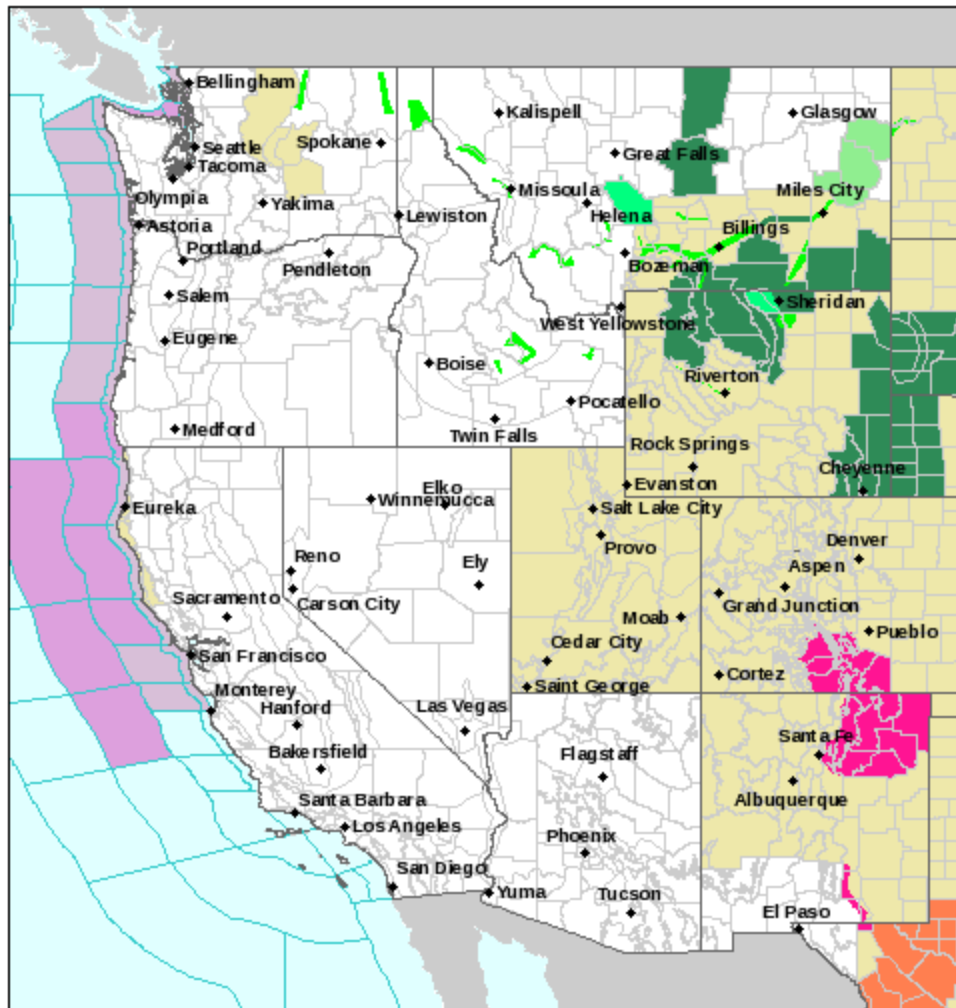 Bellingham
Kalispell
Glasgow
Spokane
Seattle
Great Falls
Tacoma
Olympia
Missoula
Miles City
Yakima
Lewiston
Helena
Astoria
Billings
Portland
Pendleton
Bozeman
Salem
Sheridan
West Yellowstone
Eugene
Boise
Riverton
Pocatello
Medford
Twin Falls
Rock Springs
Cheyenne
Evanston
Elko
Winnemucca
Eureka
Salt Lake City
Provo
Denver
Reno
Ely
Aspen
Sacramento
Carson City
Grand Junction
Moab
Pueblo
Cedar City
San Francisco
Cortez
Saint George
Monterey
Hanford
Las Vegas
Santa Fe
Bakersfield
Flagstaff
Albuquerque
Santa Barbara
Los Angeles
Phoenix
San Diego
Yuma
Tucson
El Paso